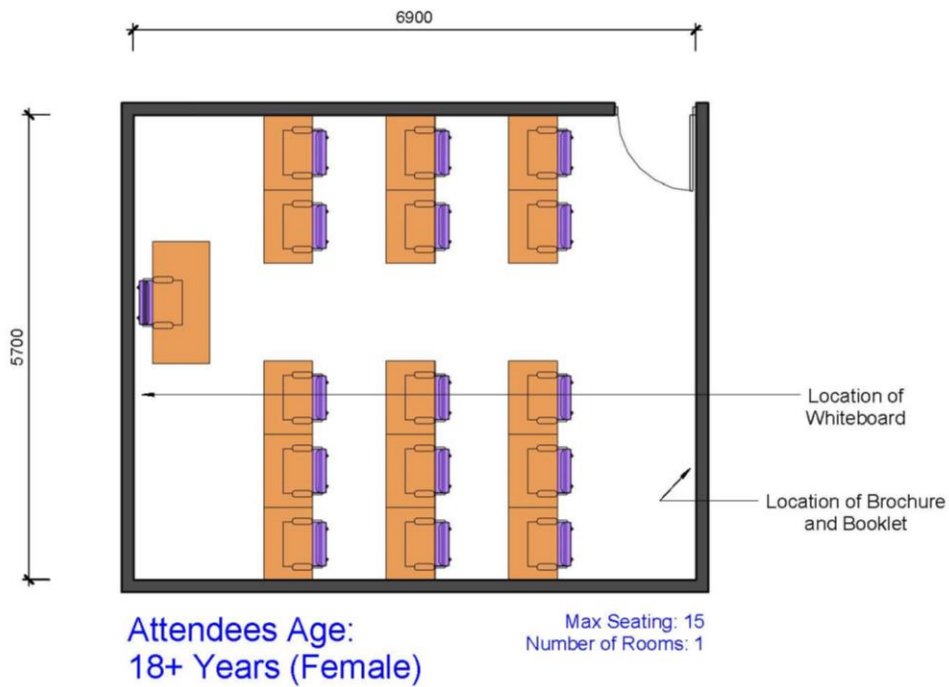 6900
5700
Location of
Whiteboard
Location of Brochure
and Booklet
Attendees Age:
18+ Years (Female)
Max Seating: 15
Number of Rooms: 1